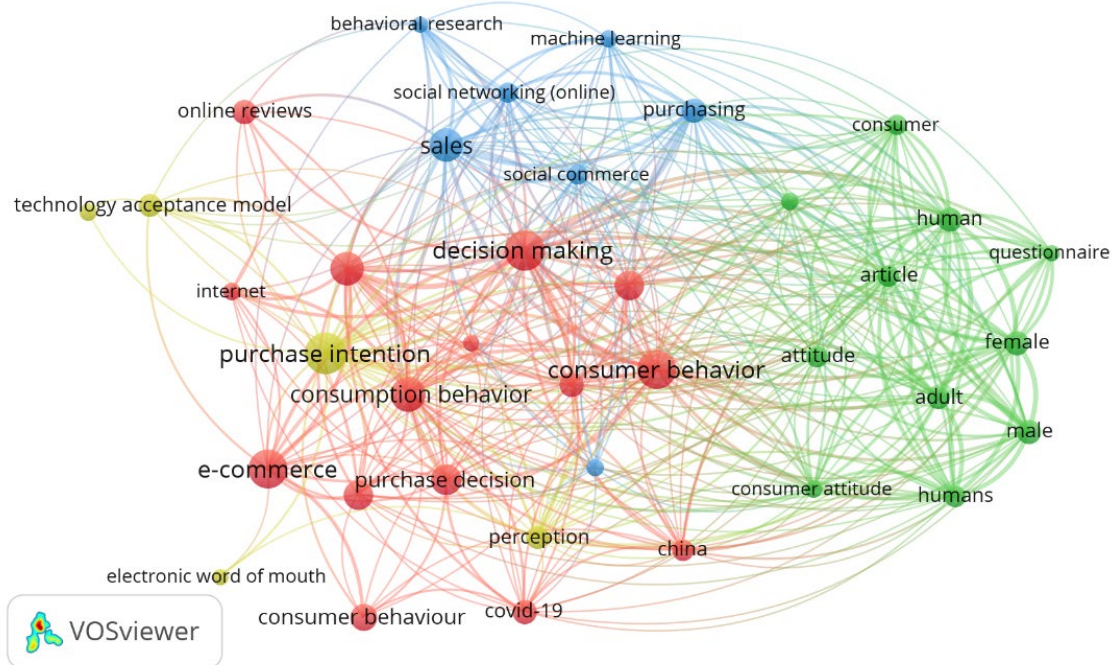 behavioral research
machine learning
social networking (online)
online reviews
purchasing
consumer
sales
social commerce
technology acceptance model
human
decision making
questionnaire
article
internet
female
purchase intention
attitude
consumer behavior
consumption behavior
adult
male
e-commerce
purchase decision
consumer attitude
humans
perception
china
electronic word of mouth
covid-19
consumer behaviour
VOSviewer